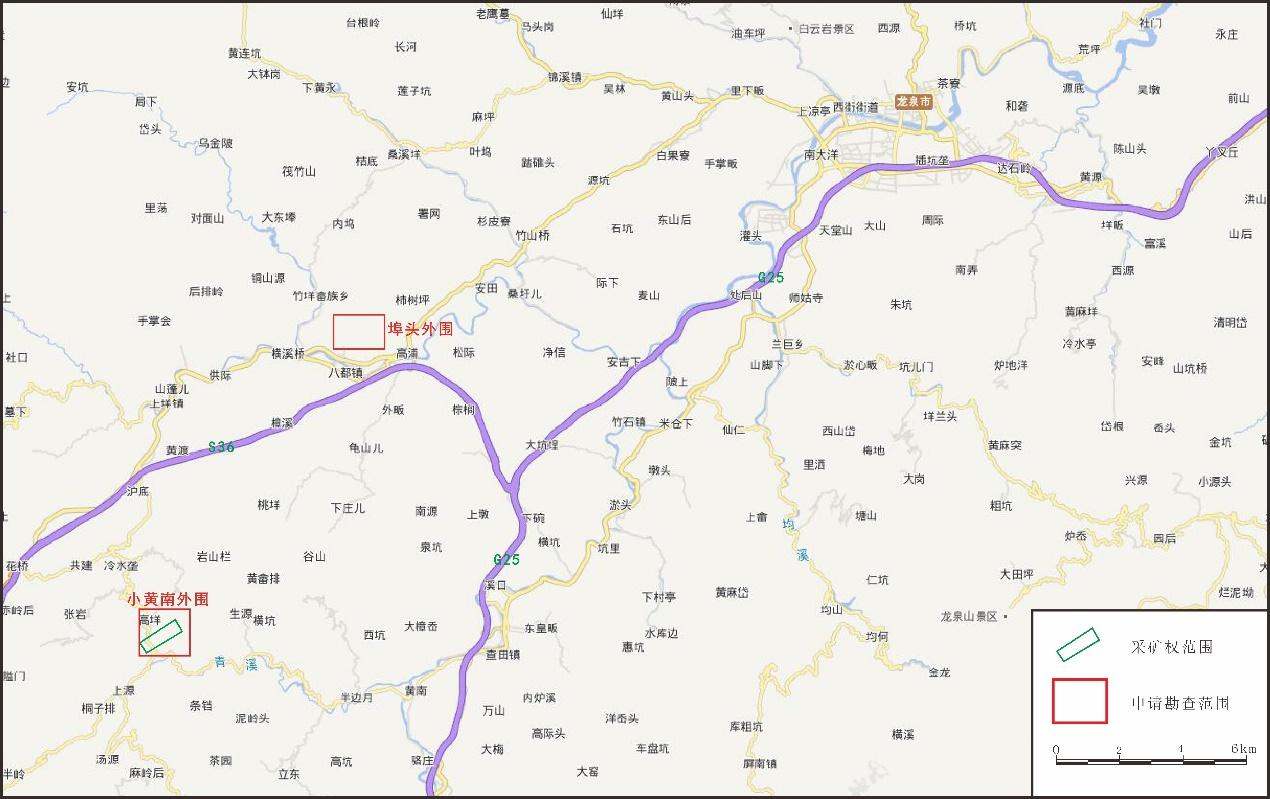 老鹰墓
仙垟
台根岭
马头岗
油车坪
白云岩景区
西源
桥坑
社门
永庄
黄连坑
长河
荒坪
大钵岗
锦溪镇
茶寮
安坑
下黄永
莲子坑
吴林
黄山头
里下畈
源底
吴墩
前山
局下
上凉亭
西街街道
龙泉市
和砻
岱头
麻坪
乌金陂
桔底
桑溪垟
叶坞
踏碓头
白果寮
手掌畈
南大洋
插坑垄
达石岭
陈山头
丫叉丘
筏竹山
源坑
黄源
里荡
对面山
大东垟
内坞
署网
杉皮寮
石坑
东山后
天堂山
大山
周际
垟畈
洪山
竹山桥
灌头
富溪
山后
铜山源
际下
G25
南弄
西源
后排岭
竹垟畲族乡
柿树坪
安田
桑圩儿
麦山
处后山
师姑寺
朱坑
手掌会
埠头外围
黄麻垟
清明岱
社口
横溪桥
高浦
松际
净信
安吉下
兰巨乡
冷水亭
供际
八都镇
山脚下
淤心畈
坑儿门
炉地洋
安峰
山坑桥
山蓬儿
陂上
墓下
上垟镇
外畈
棕榈
竹石镇
米仓下
仙仁
垟兰头
樟溪
西山岱
岱根
岙头
黄渡
S36
龟山儿
大坑埕
梅地
黄麻突
金坑
沪底
墩头
里洒
大岗
兴源
小源头
桃垟
下庄儿
南源
上墩
下碗
淤头
上畲
均
塘山
粗坑
岩山栏
谷山
泉坑
横坑
坑里
溪
炉岙
园后
花桥
共建
冷水垄
G25
黄畲排
溪口
黄麻岱
仁坑
大田坪
烂泥坳
小黄南外围
下村亭
赤岭后
张岩
高垟
生源
横坑
西坑
大樟岙
东皇畈
水库边
均山
龙泉山景区
惠坑
均何
查田镇
青
溪
金龙
隘门
上源
半边月
黄南
内炉溪
桐子排
条铛
泥岭头
万山
洋岙头
库粗坑
高际头
横溪
大梅
车盘坑
汤源
麻岭后
茶园
高坑
骆庄
屏南镇
半岭
立东
大窑
采矿权范围
申请勘查范围
0 2 4 6km